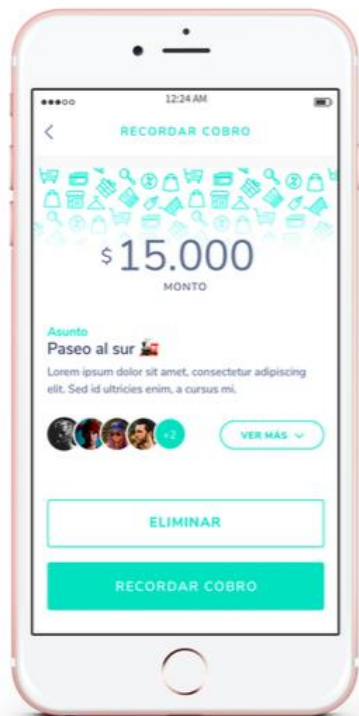 12:24 AM
RECORDAR COBRO
$ 15.000
MONTO
Asunto
Paseo al sur
Lorem ipsum dolor sit amet, consectetur adipiscing
elit. Sed id ultricies enim, a cursus mi.
+2
VER MÁS
ELIMINAR
RECORDAR COBRO